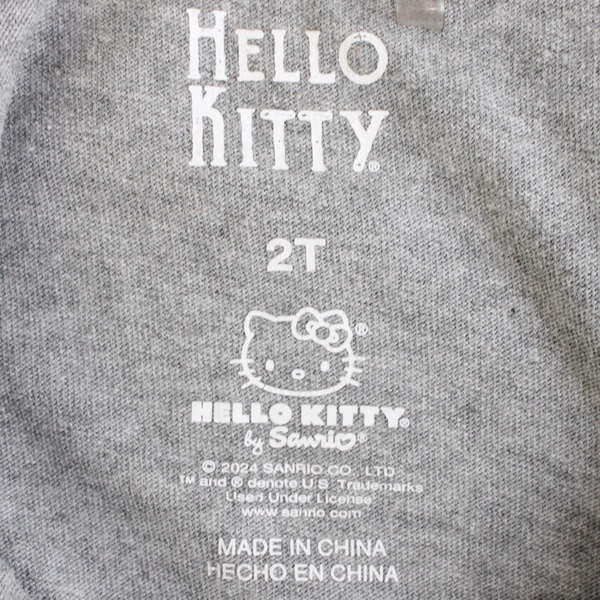 HELLO
KITTY®
2T
®
HELLO KITTY®
by Sanrio®
© 2024 SANRIO CO., LTD.
™ and ® denote U.S. Trademarks
Used Under License
www.sanrio.com
MADE IN CHINA
HECHO EN CHINA